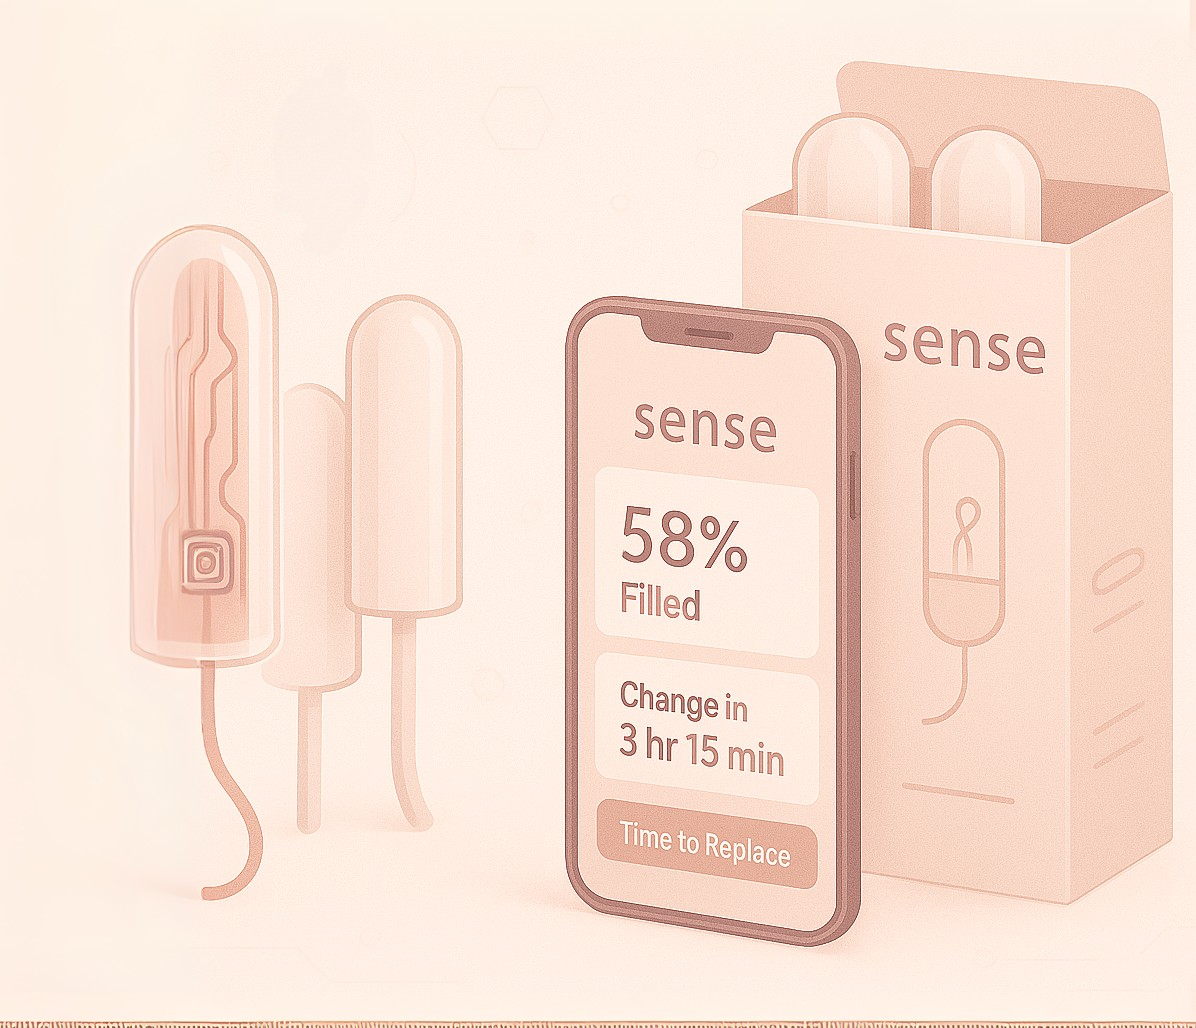 sense
sense
58%
Filled
Change in
3 hr 15 min
Time to Replace